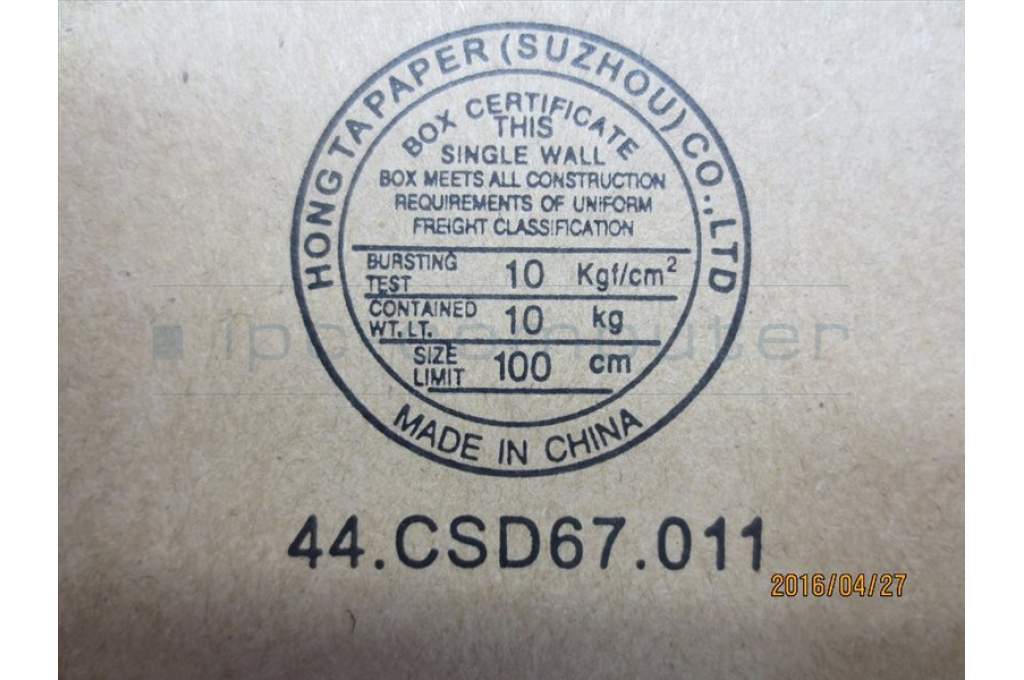 HONG TA PAPER (SUZHOU) CO.,LTD
BOX CERTIFICATE
THIS
SINGLE WALL
BOX MEETS ALL CONSTRUCTION
REQUIREMENTS OF UNIFORM
FREIGHT CLASSIFICATION
BURSTING
TEST 10 Kgf/cm²
CONTAINED
WT. LT. 10 kg
SIZE
LIMIT 100 cm
MADE IN CHINA
ipc-computer
44.CSD67.011
2016/04/27